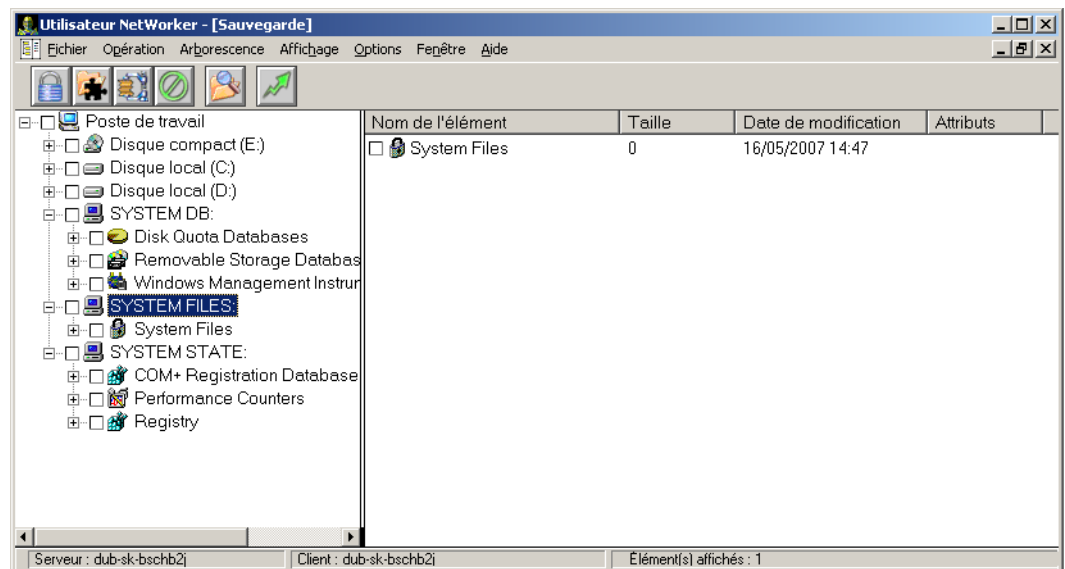 Utilisateur NetWorker - [Sauvegarde]
Fichier Opération Arborescence Affichage Options Fenêtre Aide
Poste de travail
Disque compact (E:)
Disque local (C:)
Disque local (D:)
SYSTEM DB:
Disk Quota Databases
Removable Storage Databas
Windows Management Instrur
SYSTEM FILES:
System Files
SYSTEM STATE:
COM+ Registration Database
Performance Counters
Registry
Nom de l'élément Taille Date de modification Attributs
System Files 0 16/05/2007 14:47
Serveur : dub-sk-bschb2j Client : dub-sk-bschb2j Élément(s) affichés : 1